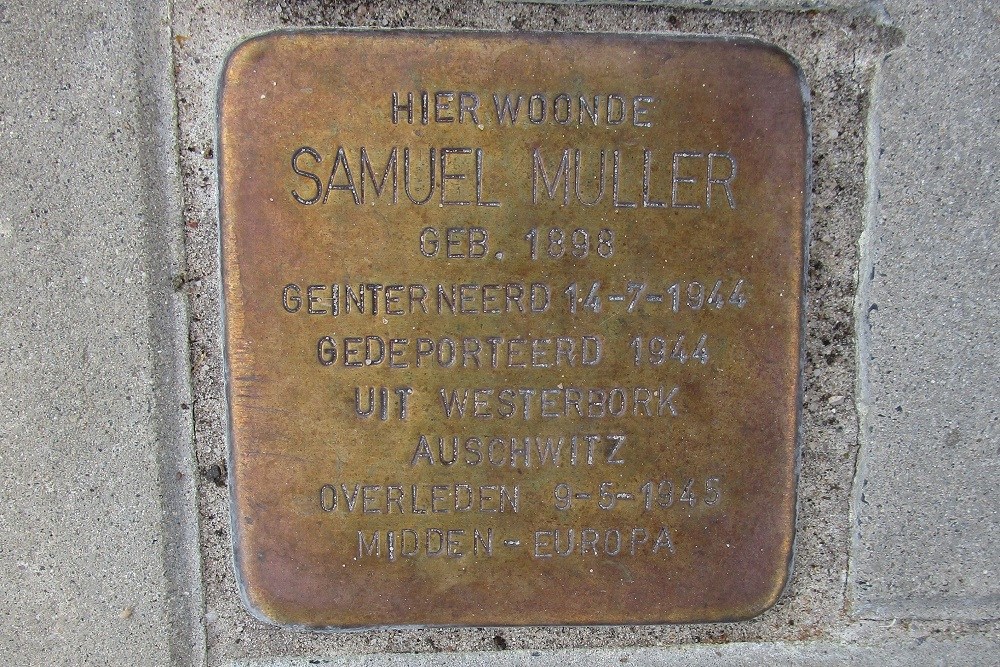 HIER WOONDE
SAMUEL MULLER
GEB. 1898
GEINTERNEERD 14-7-1944
GEDEPORTEERD 1944
UIT WESTERBORK
AUSCHWITZ
OVERLEDEN 9-5-1945
MIDDEN-EUROPA